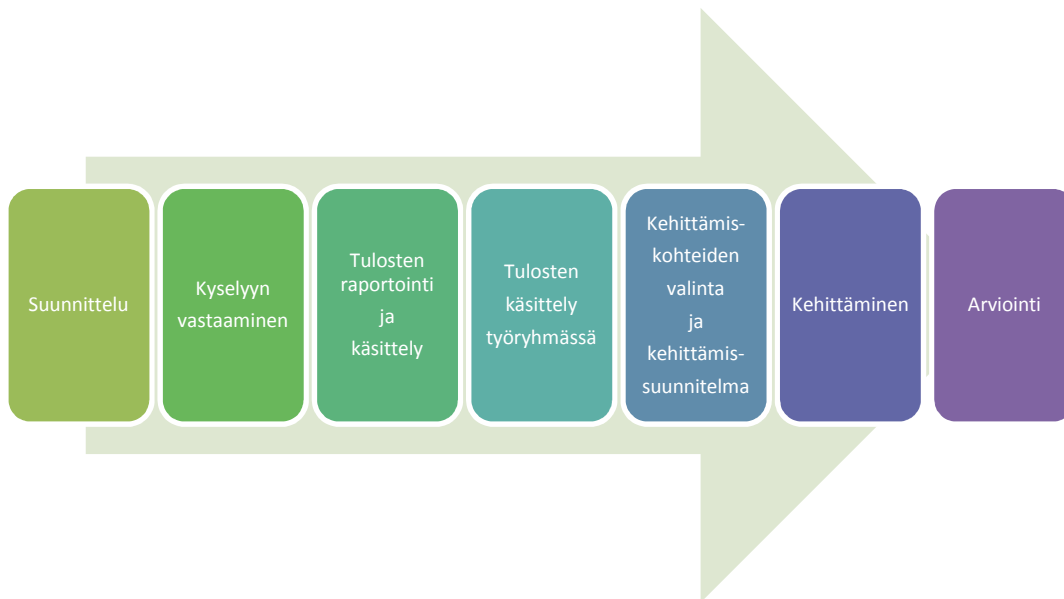 Suunnittelu
Kyselyyn
vastaaminen
Tulosten
raportointi
ja
käsittely
Tulosten
käsittely
työryhmässä
Kehittämis-
kohteiden
valinta
ja
kehittämis-
suunnitelma
Kehittäminen
Arviointi